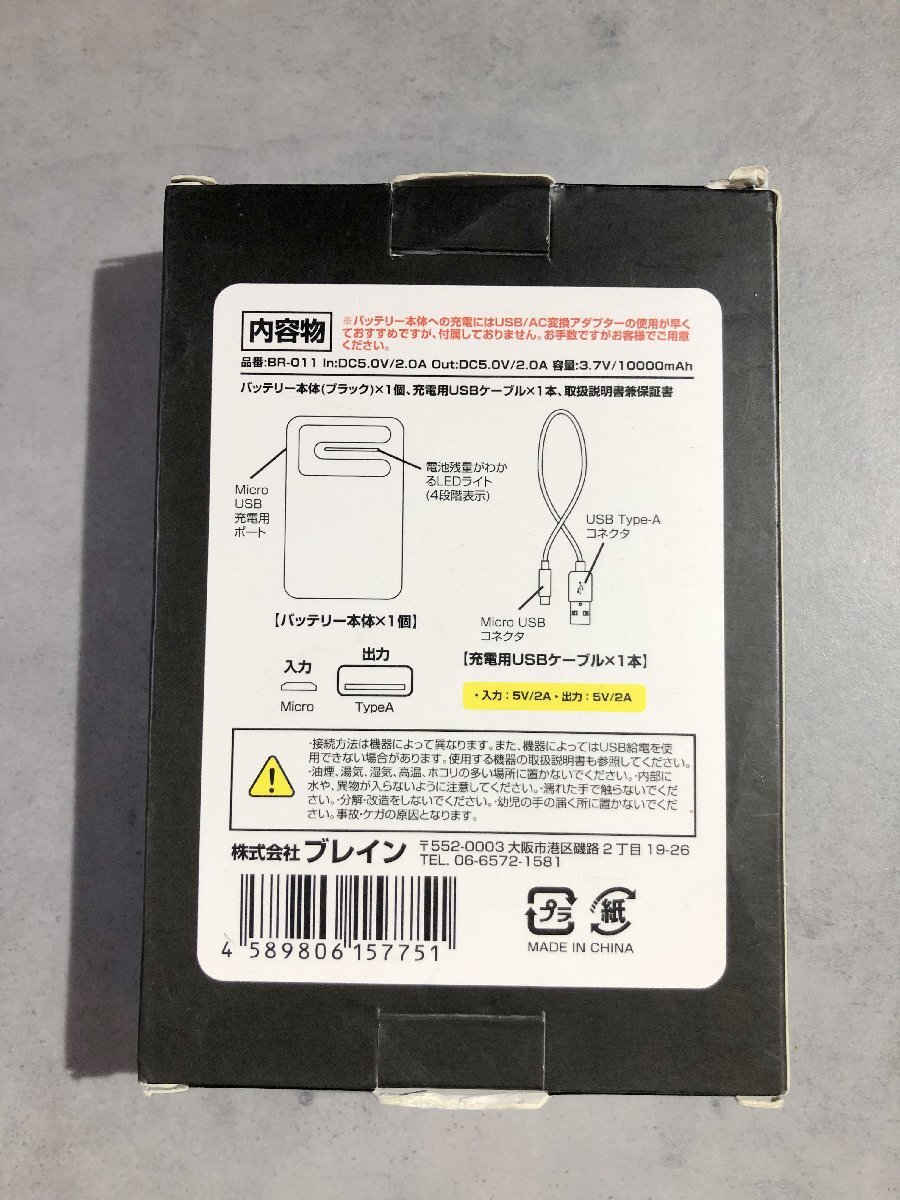 内容物
※バッテリー本体への充電にはUSB/AC変換アダプターの使用が早く
ておすすめですが、付属しておりません。お手数ですがお客様でご用意
ください。
品番:BR-011 In:DC5.0V/2.0A Out:DC5.0V/2.0A 容量:3.7V/10000mAh
バッテリー本体(ブラック)×1個、充電用USBケーブル×1本、取扱説明書兼保証書
Micro
USB
充電用
ポート
電池残量がわか
るLEDライト
(4段階表示)
USB Type-A
コネクタ
Micro USB
コネクタ
【バッテリー本体×1個】
【充電用USBケーブル×1本】
入力
出力
Micro
TypeA
・入力:5V/2A・出力:5V/2A
・接続方法は機器によって異なります。また、機器によってはUSB給電を使
用できない場合があります。使用する機器の取扱説明書も参照してください。
・油煙、湯気、湿気、高温、ホコリの多い場所に置かないでください。・内部に
水や、異物が入らないように注意してください。・濡れた手で触らないでくだ
さい。・分解・改造をしないでください。・幼児の手の届く所に置かないでくだ
さい。事故・ケガの原因となります。
株式会社 ブレイン
〒552-0003 大阪市港区磯路2丁目19-26
TEL. 06-6572-1581
4 589806 157751
プラ
紙
MADE IN CHINA